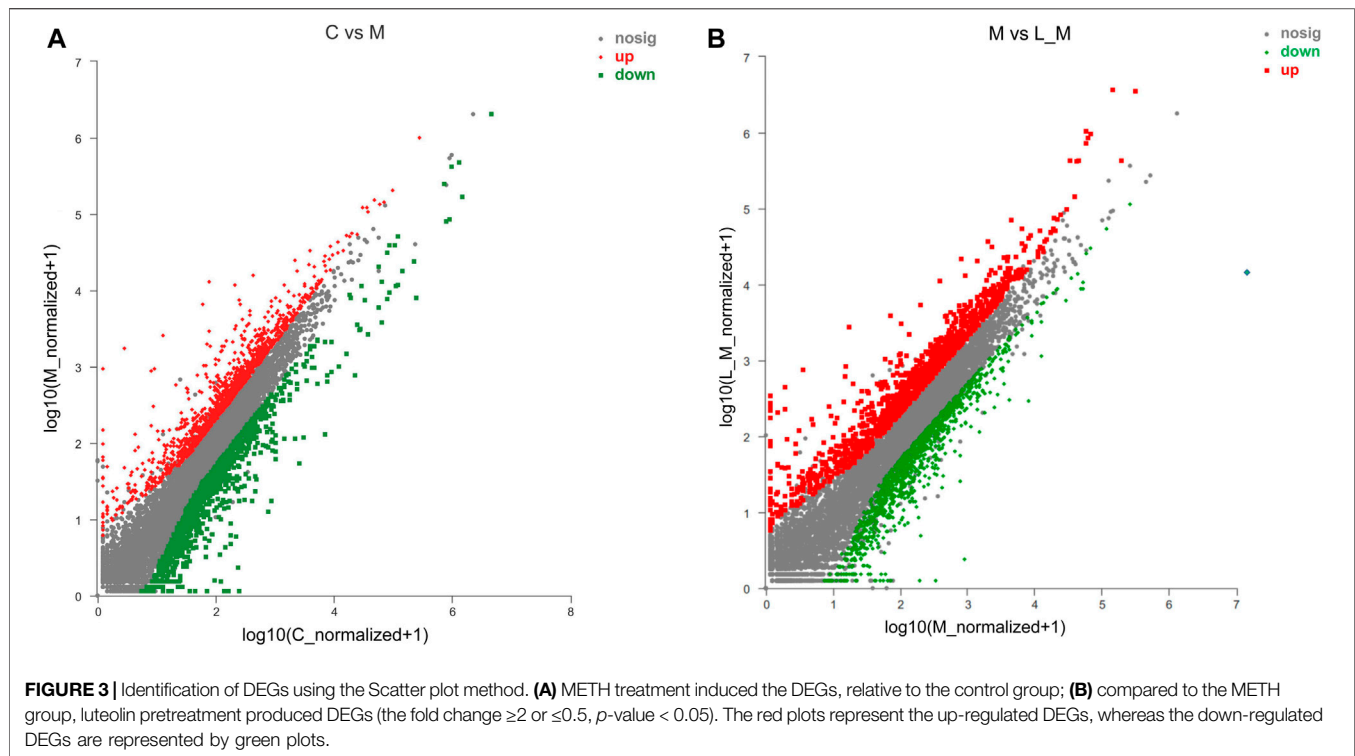 A
C vs M
nosig
up
down
7
6
5
4
3
2
1
0
log10(M_normalized+1)
0
2
4
6
8
log10(C_normalized+1)
B
M vs L_M
nosig
down
up
7
6
5
4
3
2
1
0
log10(L_M_normalized+1)
0
1
2
3
4
5
6
7
log10(M_normalized+1)
FIGURE 3 | Identification of DEGs using the Scatter plot method. (A) METH treatment induced the DEGs, relative to the control group; (B) compared to the METH
group, luteolin pretreatment produced DEGs (the fold change ≥2 or ≤0.5, p-value < 0.05). The red plots represent the up-regulated DEGs, whereas the down-regulated
DEGs are represented by green plots.